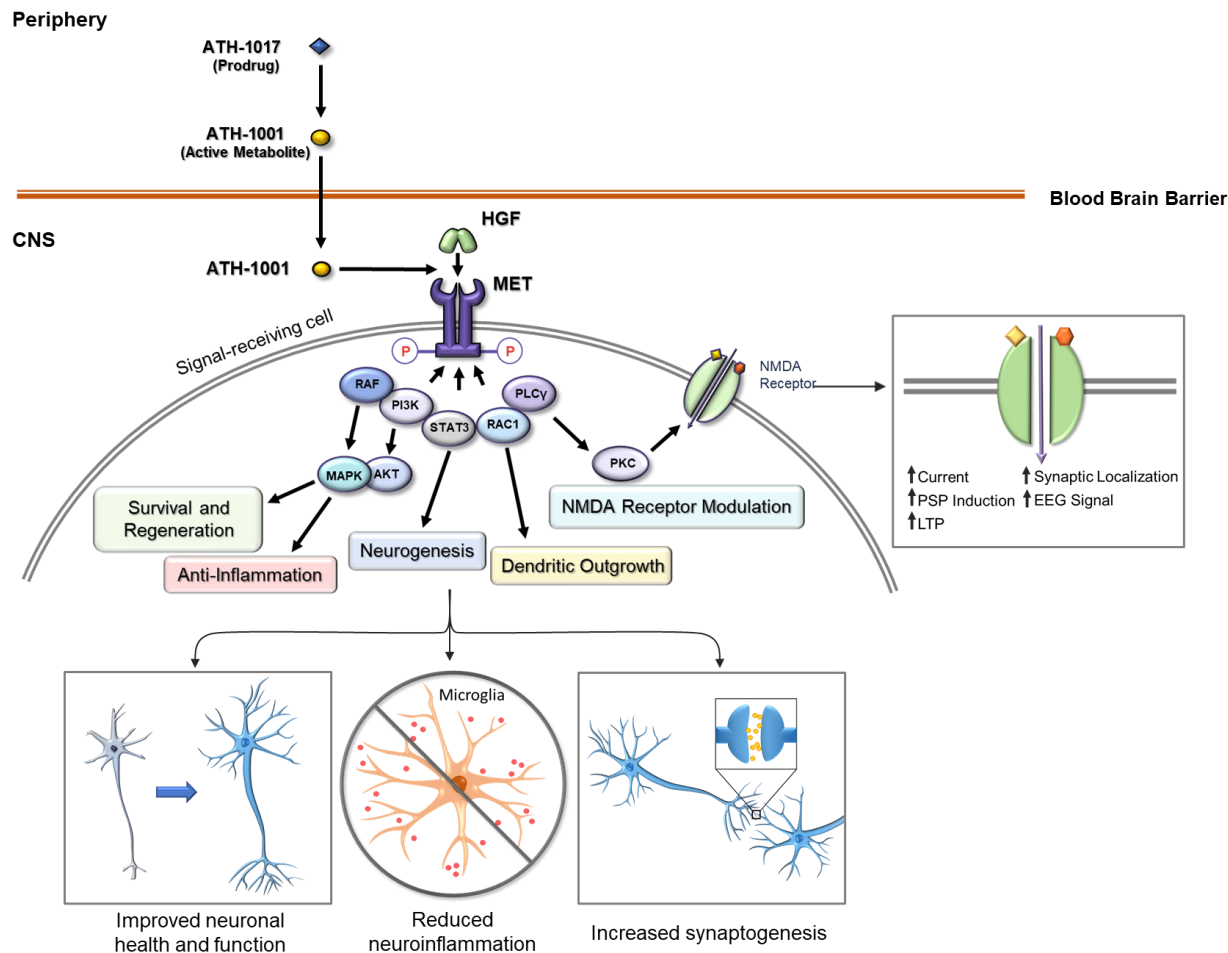 Periphery
ATH-1017
(Prodrug)
ATH-1001
(Active Metabolite)
Blood Brain Barrier
CNS
HGF
ATH-1001
MET
Signal-receiving cell
P
P
RAF
PI3K
STAT3
RAC1
PLCγ
NMDA
Receptor
MAPK
AKT
PKC
Current
Synaptic Localization
PSP Induction
EEG Signal
LTP
Survival and
Regeneration
NMDA Receptor Modulation
Neurogenesis
Anti-Inflammation
Dendritic Outgrowth
Microglia
Improved neuronal
health and function
Reduced
neuroinflammation
Increased synaptogenesis